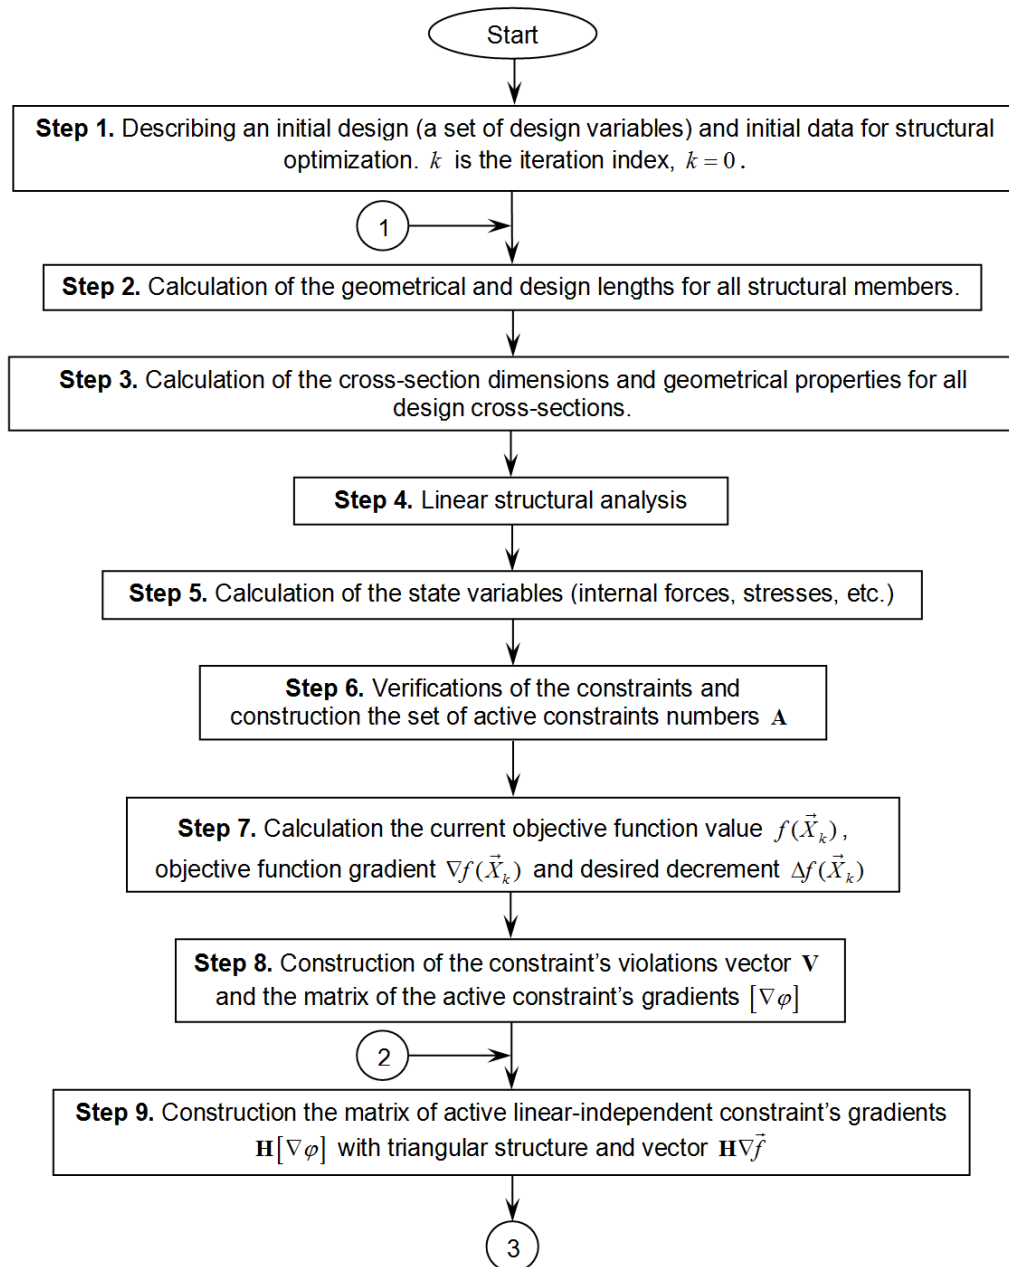 Start
Step 1. Describing an initial design (a set of design variables) and initial data for structural
optimization. k is the iteration index, k = 0.
1
Step 2. Calculation of the geometrical and design lengths for all structural members.
Step 3. Calculation of the cross-section dimensions and geometrical properties for all
design cross-sections.
Step 4. Linear structural analysis
Step 5. Calculation of the state variables (internal forces, stresses, etc.)
Step 6. Verifications of the constraints and
construction the set of active constraints numbers A
Step 7. Calculation the current objective function value f(X⃗_k),
objective function gradient ∇f(X⃗_k) and desired decrement Δf(X⃗_k)
Step 8. Construction of the constraint's violations vector V
and the matrix of the active constraint's gradients [∇φ]
2
Step 9. Construction the matrix of active linear-independent constraint's gradients
H[∇φ] with triangular structure and vector H∇f⃗
3